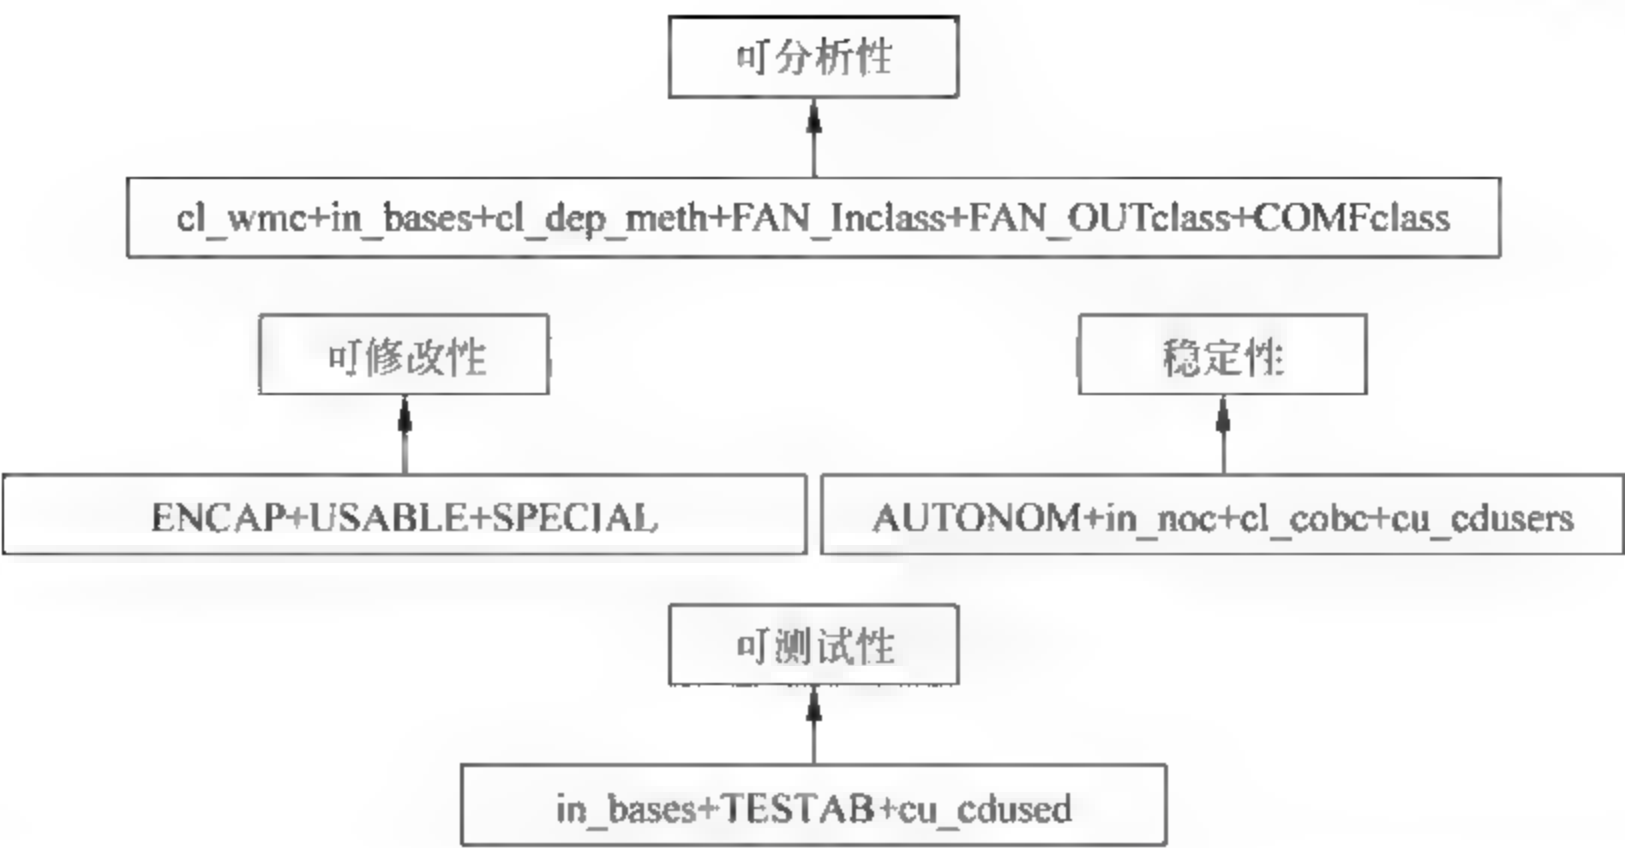 可分析性
cl_wmc+in_bases+cl_dep_meth+FAN_Inclass+FAN_OUTclass+COMFclass
可修改性
稳定性
ENCAP+USABLE+SPECIAL
AUTONOM+in_noc+cl_cobc+cu_cdusers
可测试性
in_bases+TESTAB+cu_cdused